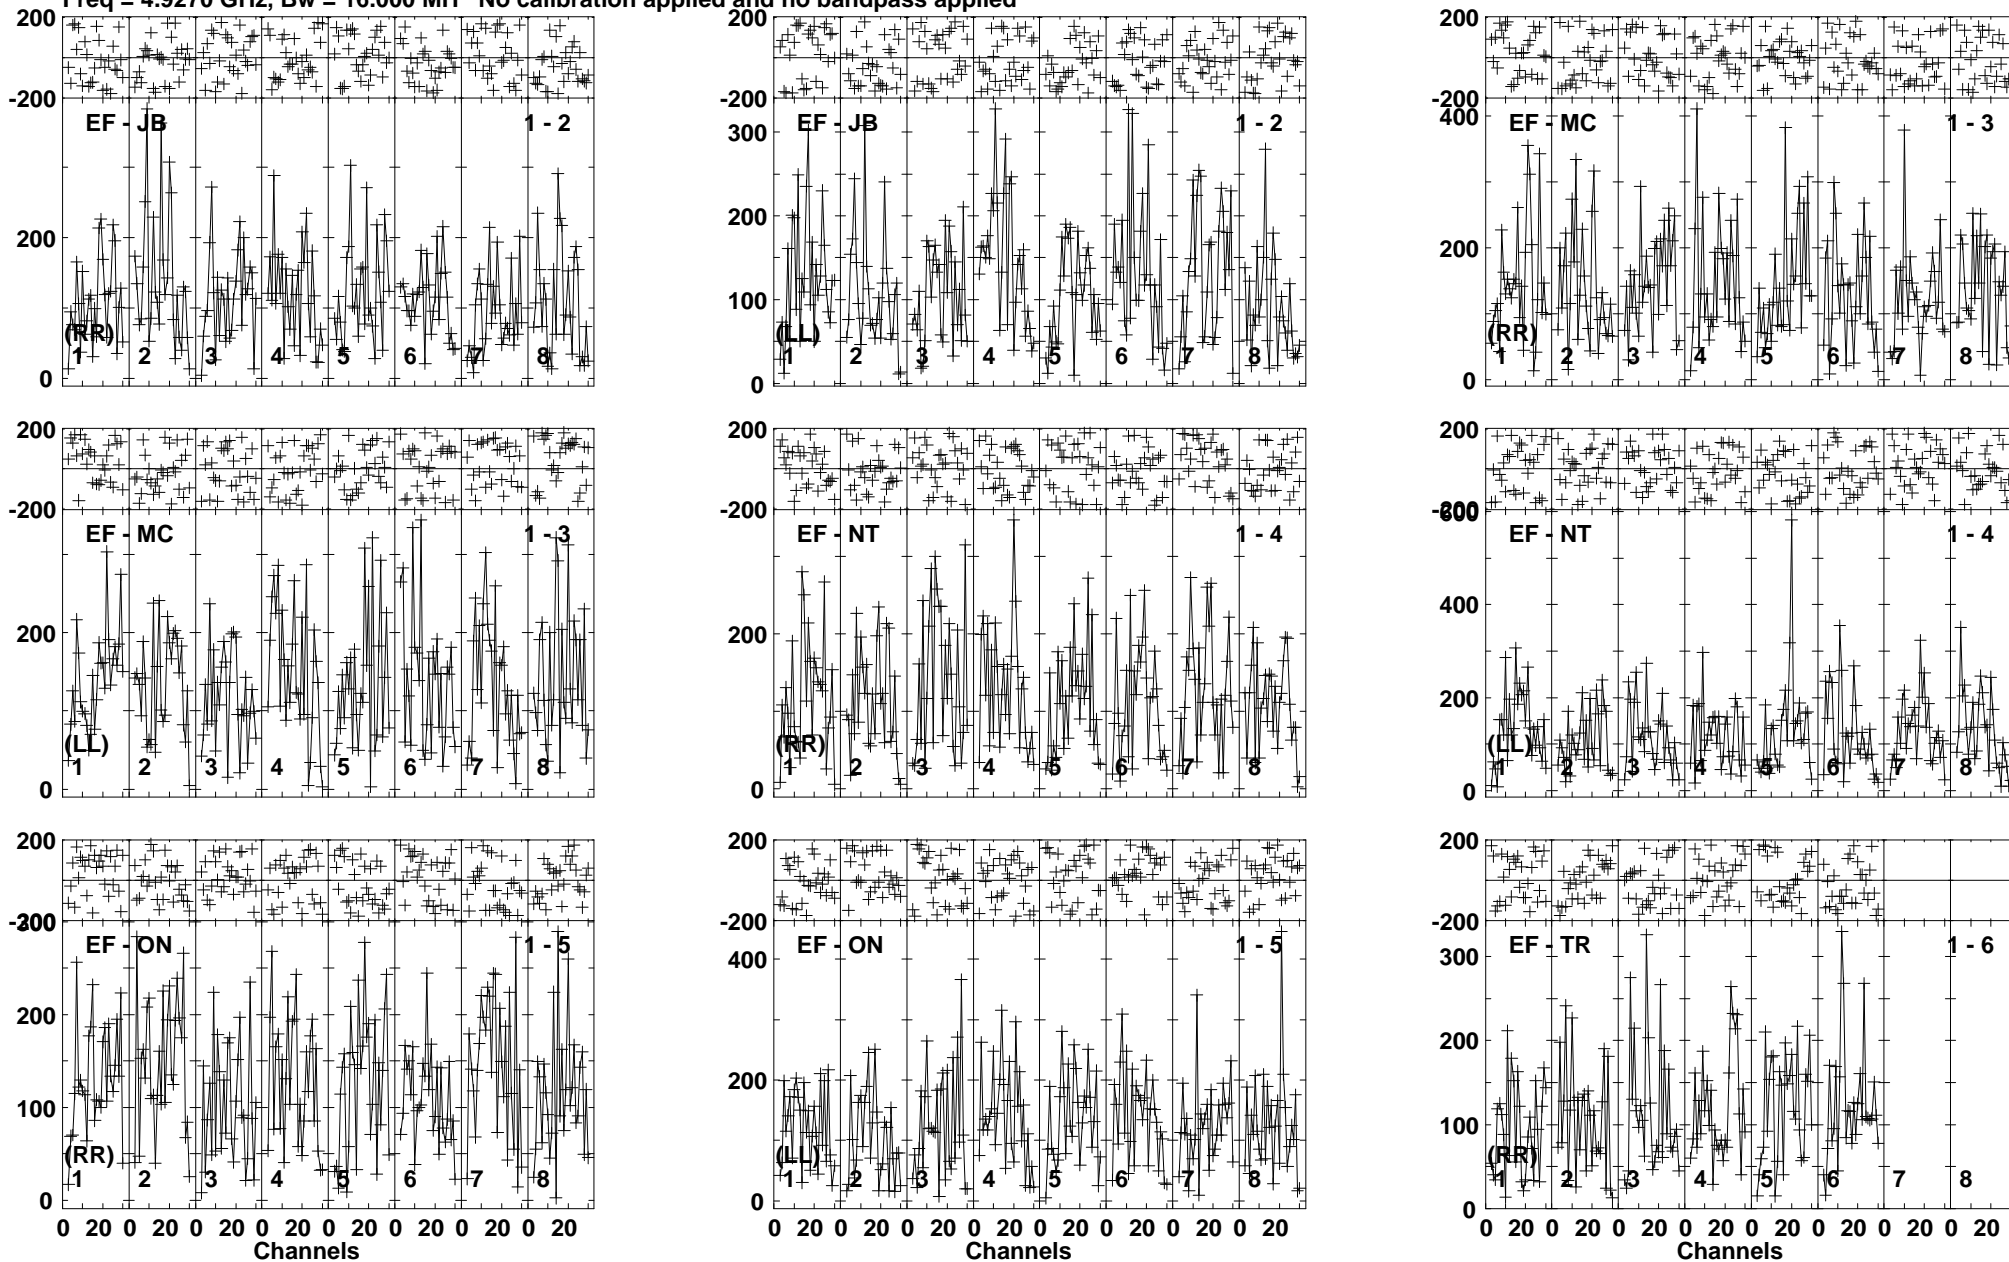 Freq = 4.9270 GHz, Bw = 16.000 MH No calibration applied and no bandpass applied
200 200 200
-200 -200 -200
EF - JB 1 - 2 EF - JB 1 - 2 EF - MC 1 - 3
300 400
200 200 200
100
(RR) (LL) (RR)
1 2 3 4 5 6 7 8 1 2 3 4 5 6 7 8 1 2 3 4 5 6 7 8
0 0 0
200 200 200
-200 -200 -200
600
EF - MC 1 - 3 EF - NT 1 - 4 EF - NT 1 - 4
400
200 200 200
(LL) (RR) (LL)
1 2 3 4 5 6 7 8 1 2 3 4 5 6 7 8 1 2 3 4 5 6 7 8
0 0 0
200 200 200
-200 -200 -200
300
EF - ON 1 - 5 EF - ON 1 - 5 EF - TR 1 - 6
400 300
200 200 200
100 100
(RR) (LL) (RR)
1 2 3 4 5 6 7 8 1 2 3 4 5 6 7 8 1 2 3 4 5 6 7 8
0 0 0
0 20 0 20 0 20 0 20 0 20 0 20 0 20 0 20 0 20 0 20 0 20 0 20 0 20 0 20 0 20 0 20 0 20 0 20 0 20 0 20 0 20 0 20 0 20 0 20
Channels Channels Channels